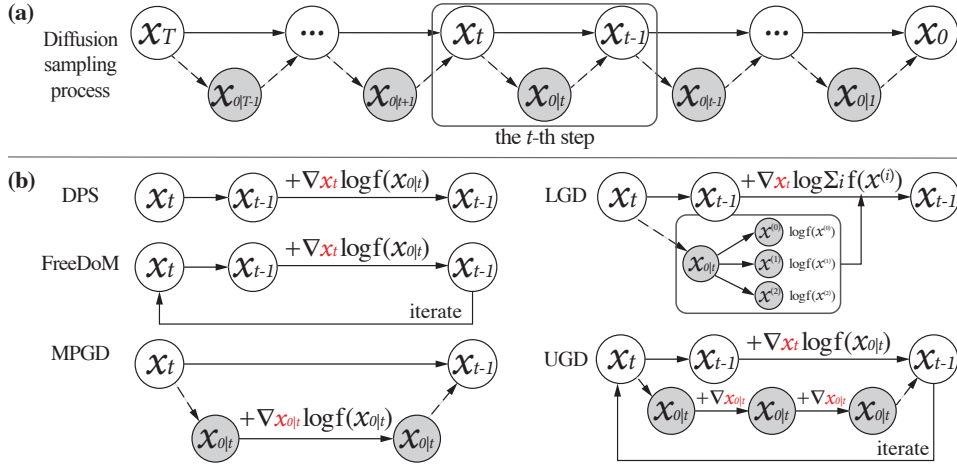 (a)
Diffusion
sampling
process
x_T ... x_t x_{t-1} ... x_0
x_{0|T-1} x_{0|t+1} x_{0|t} x_{0|t-1} x_{0|1}
the t-th step
(b)
DPS x_t x_{t-1} +∇x_t logf(x_{0|t}) x_{t-1}
FreeDoM x_t x_{t-1} +∇x_t logf(x_{0|t}) x_{t-1}
iterate
MPGD x_t x_{t-1}
x_{0|t} +∇x_{0|t} logf(x_{0|t}) x_{0|t}
LGD x_t x_{t-1} +∇x_t logΣi f(x^{(i)}) x_{t-1}
x^{(0)} logf(x^{(0)})
x_{0|t} x^{(1)} logf(x^{(1)})
x^{(2)} logf(x^{(2)})
UGD x_t x_{t-1} +∇x_t logf(x_{0|t}) x_{t-1}
x_{0|t} +∇x_{0|t} x_{0|t} +∇x_{0|t} x_{0|t}
iterate